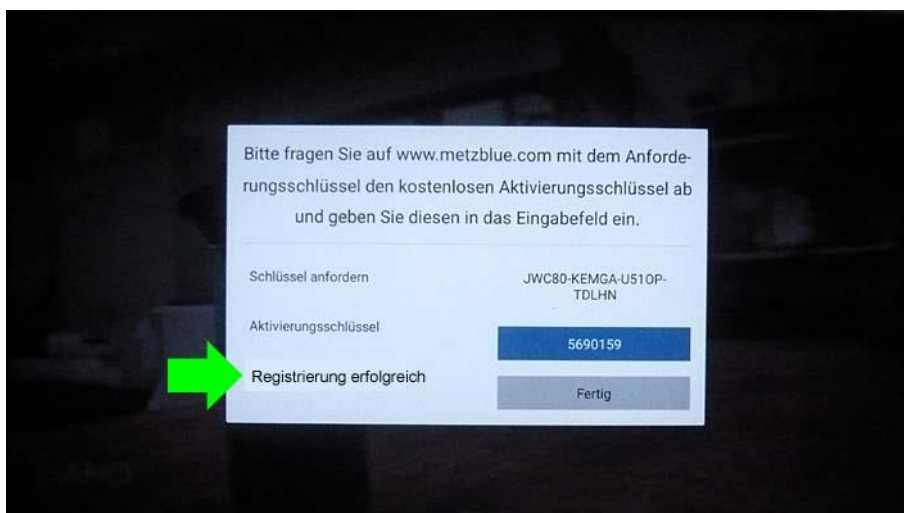 Bitte fragen Sie auf www.metzblue.com mit dem Anforde-
rungsschlüssel den kostenlosen Aktivierungsschlüssel ab
und geben Sie diesen in das Eingabefeld ein.
Schlüssel anfordern
JWC80-KEMGA-U51OP-
TDLHN
Aktivierungsschlüssel
5690159
Registrierung erfolgreich
Fertig